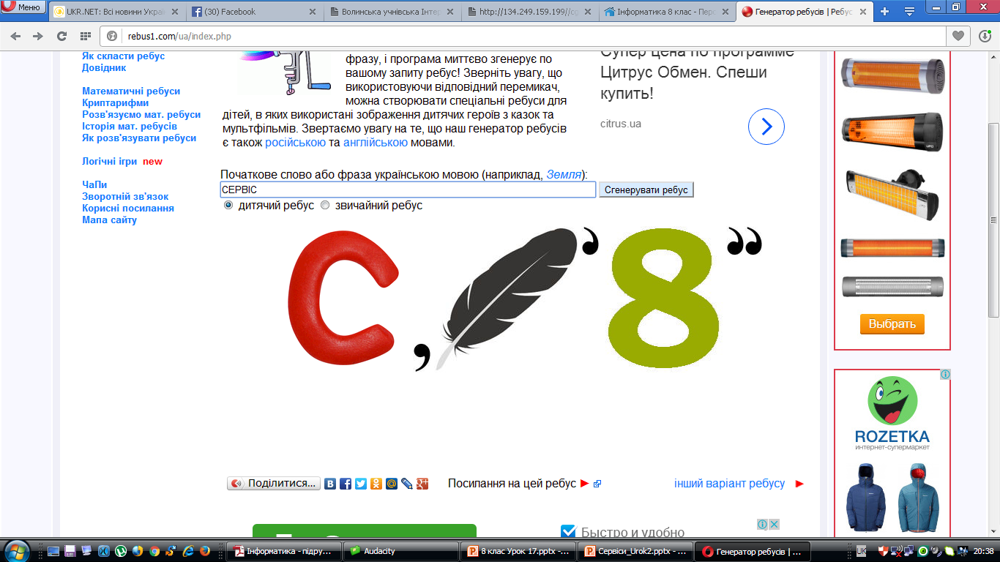 Меню
UKR.NET: Всі новини Украї
(30) Facebook
Волинська учнівська Інтер
http://134.249.159.199//cg
Інформатика 8 клас - Пер
Генератор ребусів | Ребус
rebus1.com/ua/index.php
Як скласти ребус
Довідник
Математичні ребуси
Криптарифми
Розв'язуємо мат. ребуси
Історія мат. ребусів
Як розв'язувати ребуси
Логічні ігри new
ЧаПи
Зворотній зв'язок
Корисні посилання
Мапа сайту
фразу, і програма миттєво згенерує по
вашому запиту ребус! Зверніть увагу, що
використовуючи відповідний перемикач,
можна створювати спеціальні ребуси для
дітей, в яких використані зображення дитячих героїв з казок та
мультфільмів. Звертаємо увагу на те, що наш генератор ребусів
є також російською та англійською мовами.
Супер цена по программе
Цитрус Обмен. Спеши
купить!
citrus.ua
Початкове слово або фраза українською мовою (наприклад, Земля):
СЕРВІС
Сгенерувати ребус
дитячий ребус звичайний ребус
С , ’ 8 ’’
Поділитися...
Посилання на цей ребус
інший варіант ребусу
Быстро и удобно
Выбрать
ROZETKA
интернет-супермаркет
Інформатика - підру...
Audacity
8 клас Урок 17.pptx -...
Сервіси_Urok2.pptx - ...
Генератор ребусів | ...
UK
20:38